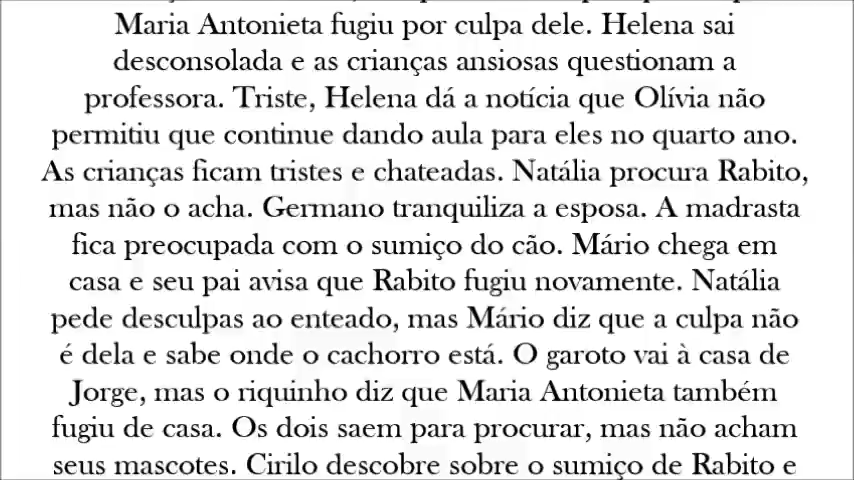 Maria Antonieta fugiu por culpa dele. Helena sai
desconsolada e as crianças ansiosas questionam a
professora. Triste, Helena dá a notícia que Olívia não
permitiu que continue dando aula para eles no quarto ano.
As crianças ficam tristes e chateadas. Natália procura Rabito,
mas não o acha. Germano tranquiliza a esposa. A madrasta
fica preocupada com o sumiço do cão. Mário chega em
casa e seu pai avisa que Rabito fugiu novamente. Natália
pede desculpas ao enteado, mas Mário diz que a culpa não
é dela e sabe onde o cachorro está. O garoto vai à casa de
Jorge, mas o riquinho diz que Maria Antonieta também
fugiu de casa. Os dois saem para procurar, mas não acham
seus mascotes. Cirilo descobre sobre o sumiço de Rabito e